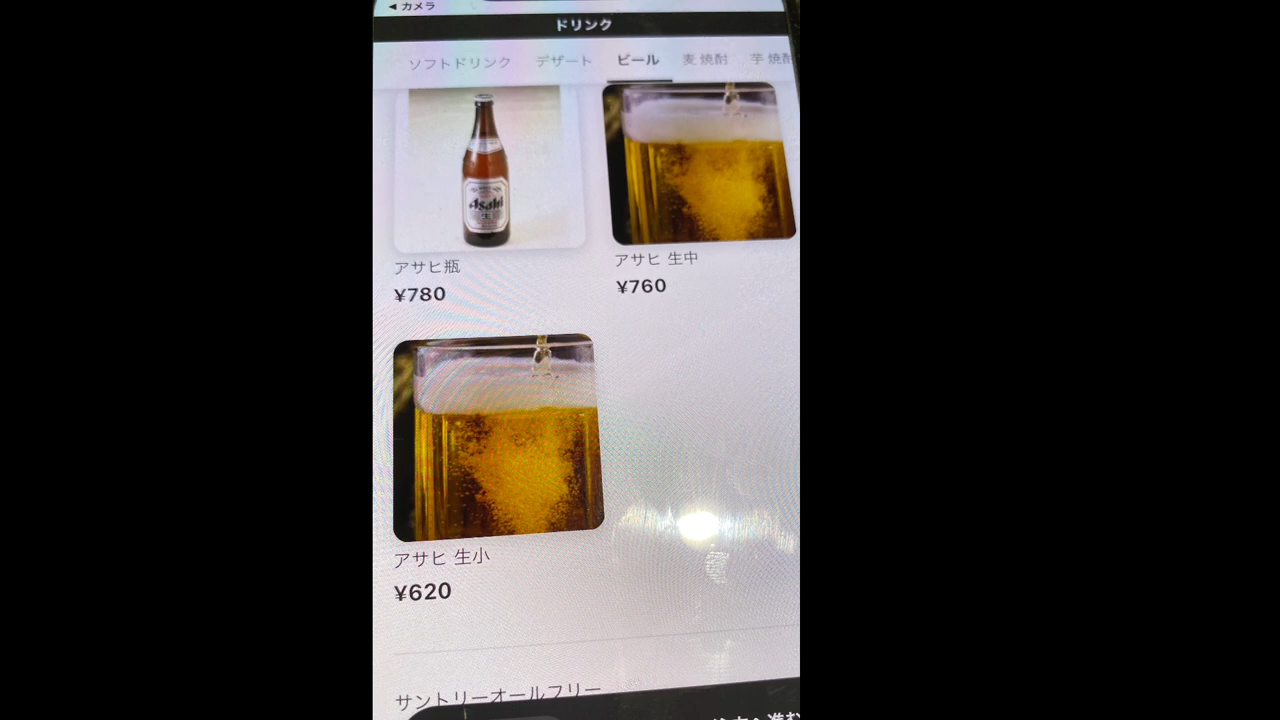 ◀ カメラ
ドリンク
ソフトドリンク デザート ビール 麦 焼酎 芋 焼酎
Asahi
生
アサヒ瓶
¥780
アサヒ 生中
¥760
アサヒ 生小
¥620
サントリーオールフリー